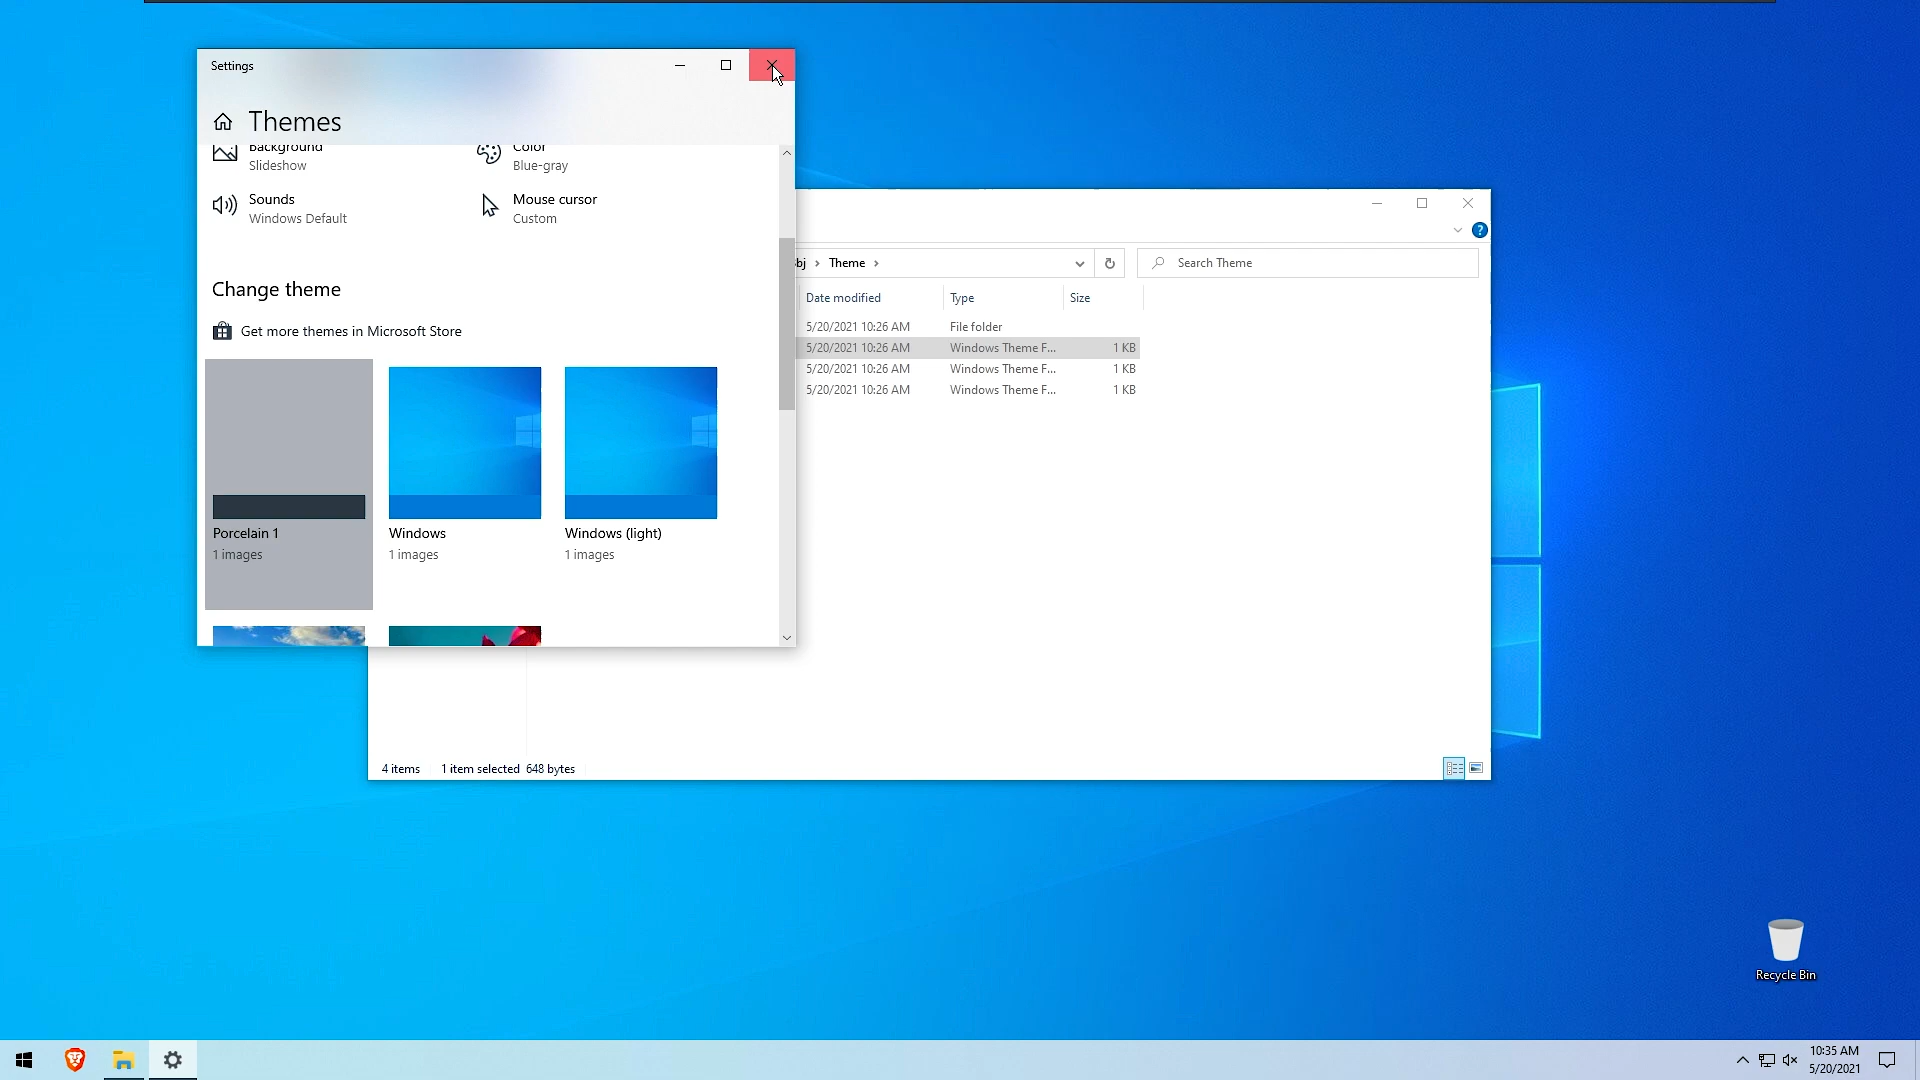 Settings
Themes
Background
Slideshow
Color
Blue-gray
Sounds
Windows Default
Mouse cursor
Custom
Change theme
Get more themes in Microsoft Store
Porcelain 1
1 images
Windows
1 images
Windows (light)
1 images
bj › Theme ›
Search Theme
Date modified Type Size
5/20/2021 10:26 AM File folder
5/20/2021 10:26 AM Windows Theme F... 1 KB
5/20/2021 10:26 AM Windows Theme F... 1 KB
5/20/2021 10:26 AM Windows Theme F... 1 KB
4 items 1 item selected 648 bytes
Recycle Bin
10:35 AM
5/20/2021